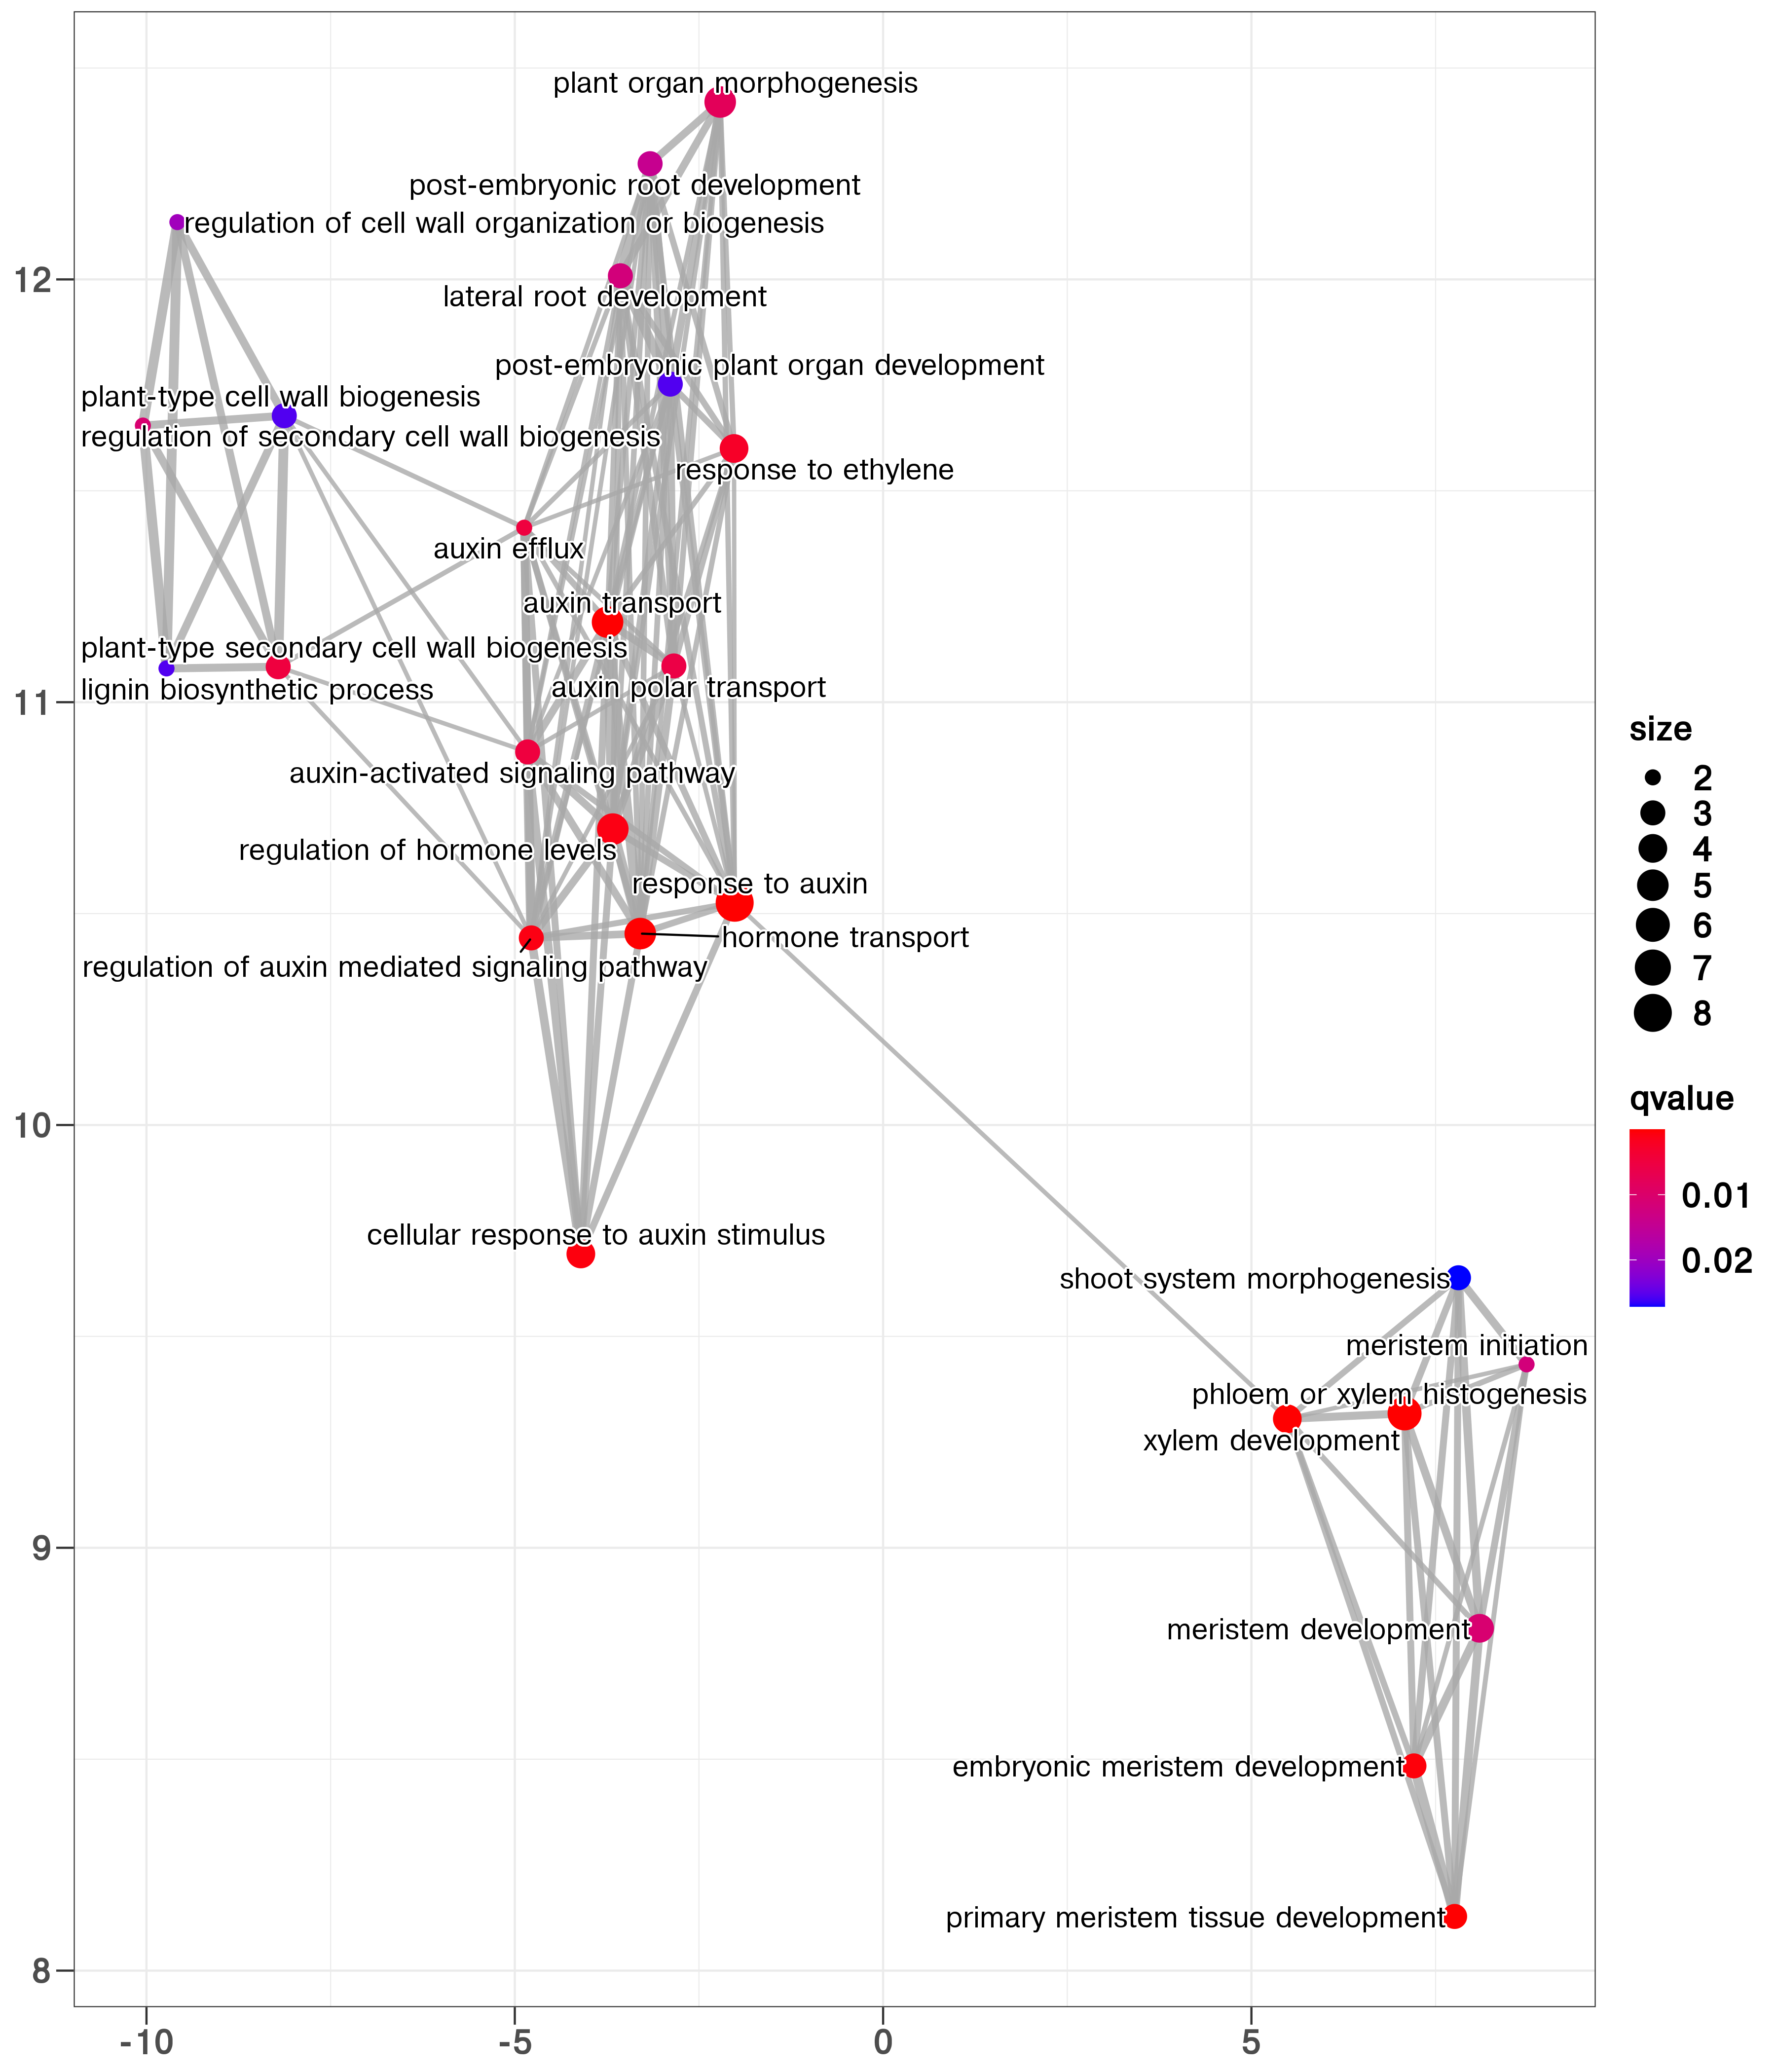 plant organ morphogenesis
post-embryonic root development
regulation of cell wall organization or biogenesis
12
lateral root development
post-embryonic plant organ development
plant-type cell wall biogenesis
regulation of secondary cell wall biogenesis
response to ethylene
auxin efflux
auxin transport
plant-type secondary cell wall biogenesis
auxin polar transport
lignin biosynthetic process
11
auxin-activated signaling pathway
regulation of hormone levels
response to auxin
hormone transport
regulation of auxin mediated signaling pathway
10
cellular response to auxin stimulus
shoot system morphogenesis
meristem initiation
phloem or xylem histogenesis
xylem development
9
meristem development
embryonic meristem development
primary meristem tissue development
8
-10 -5 0 5
size
2
3
4
5
6
7
8
qvalue
0.01
0.02